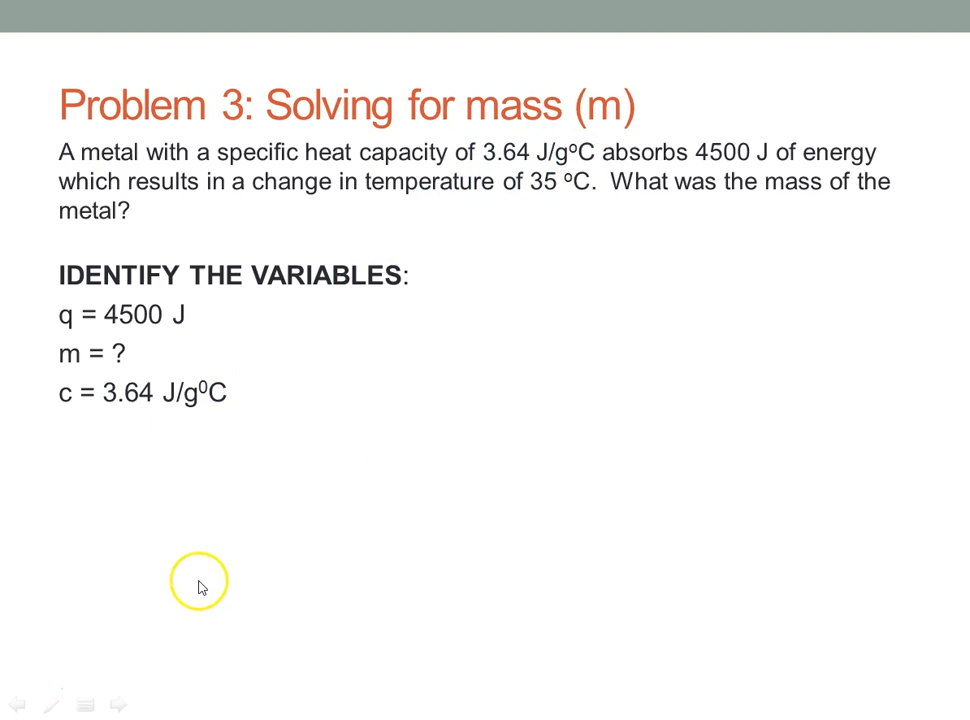 Problem 3: Solving for mass (m)
A metal with a specific heat capacity of 3.64 J/gºC absorbs 4500 J of energy
which results in a change in temperature of 35 ºC. What was the mass of the
metal?
IDENTIFY THE VARIABLES:
q = 4500 J
m = ?
c = 3.64 J/g⁰C